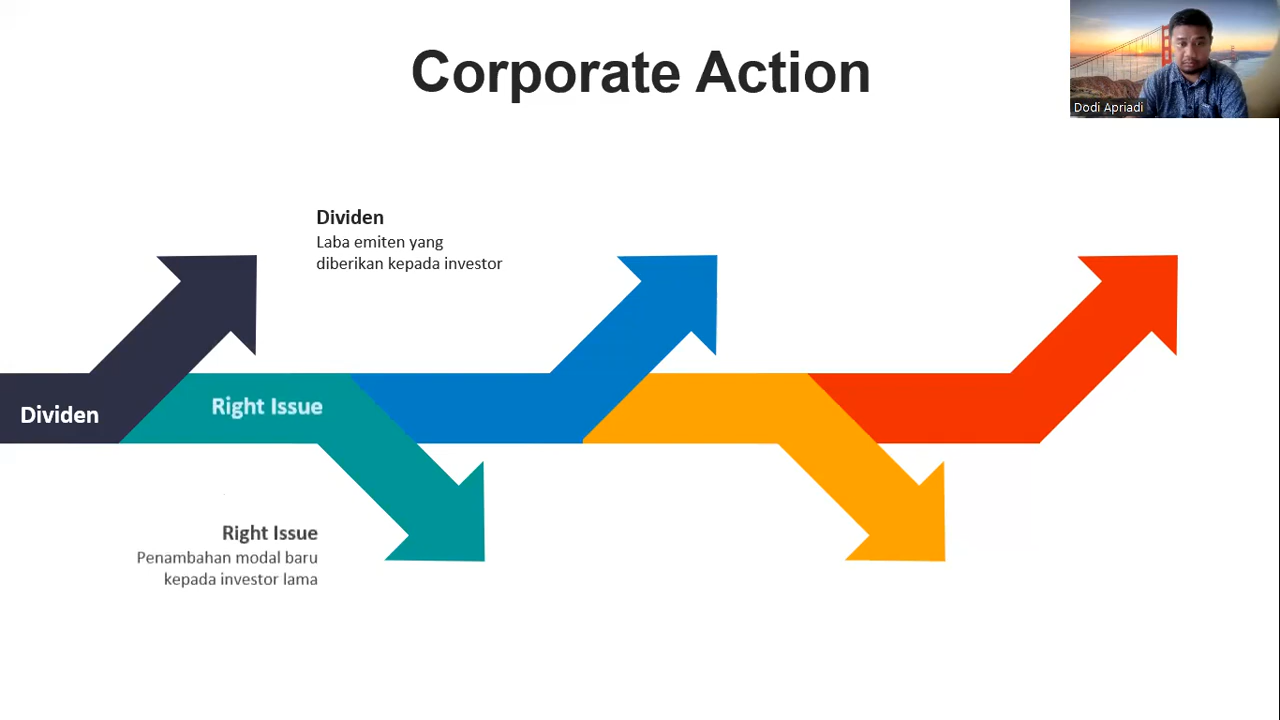 Corporate Action
Dodi Apriadi
Dividen
Laba emiten yang
diberikan kepada investor
Dividen
Right Issue
Right Issue
Penambahan modal baru
kepada investor lama